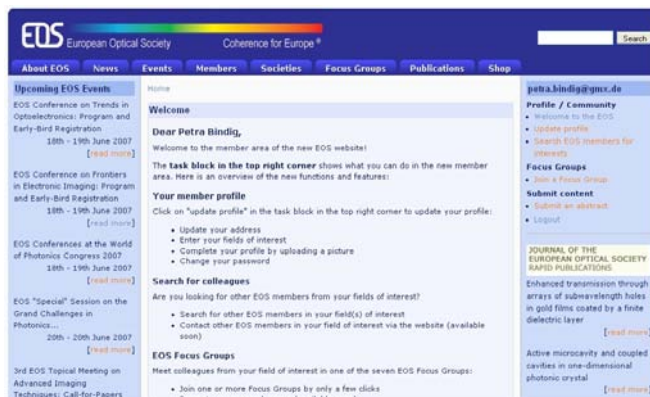 EOS European Optical Society Coherence for Europe ®
Search
About EOS News Events Members Societies Focus Groups Publications Shop
Upcoming EOS Events
EOS Conference on Trends in
Optoelectronics: Program and
Early-Bird Registration
18th - 19th June 2007
[read more]
EOS Conference on Frontiers
in Electronic Imaging: Program
and Early-Bird Registration
18th - 19th June 2007
[read more]
EOS Conferences at the World
of Photonics Congress 2007
18th - 19th June 2007
[read more]
EOS "Special" Session on the
Grand Challenges in
Photonics...
20th - 20th June 2007
[read more]
3rd EOS Topical Meeting on
Advanced Imaging
Techniques: Call-for-Papers
Home
Welcome
Dear Petra Bindig,
Welcome to the member area of the new EOS website!
The task block in the top right corner shows what you can do in the new member
area. Here is an overview of the new functions and features:
Your member profile
Click on "update profile" in the task block in the top right corner to update your profile:
• Update your address
• Enter your fields of interest
• Complete your profile by uploading a picture
• Change your password
Search for colleagues
Are you looking for other EOS members from your fields of interest?
• Search for other EOS members in your field(s) of interest
• Contact other EOS members in your field of interest via the website (available
soon)
EOS Focus Groups
Meet colleagues from your field of interest in one of the seven EOS Focus Groups:
• Join one or more Focus Groups by only a few clicks
petra.bindig@gmx.de
Profile / Community
• Welcome to the EOS
• Update profile
• Search EOS members for
interests
Focus Groups
• Join a Focus Group
Submit content
• Submit an abstract
• Logout
JOURNAL OF THE
EUROPEAN OPTICAL SOCIETY
RAPID PUBLICATIONS
Enhanced transmission through
arrays of subwavelength holes
in gold films coated by a finite
dielectric layer
[read more]
Active microcavity and coupled
cavities in one-dimensional
photonic crystal
[read more]